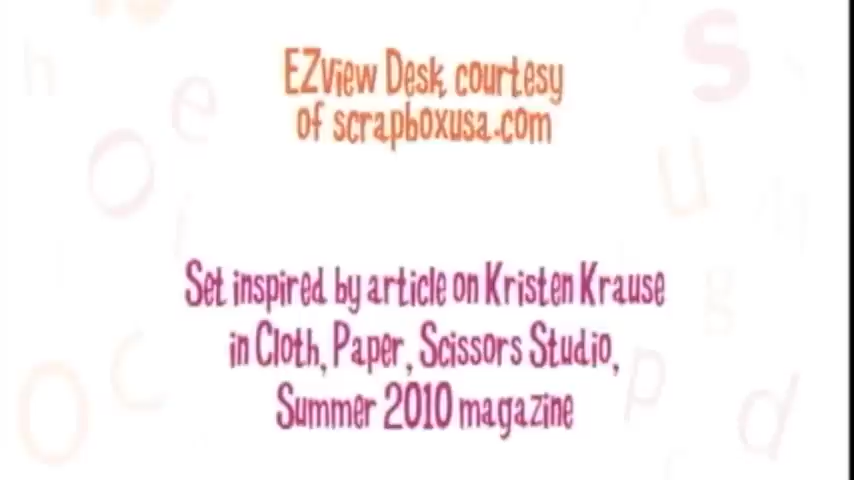 EZview Desk courtesy
of scrapboxusa.com
Set inspired by article on Kristen Krause
in Cloth, Paper, Scissors Studio,
Summer 2010 magazine